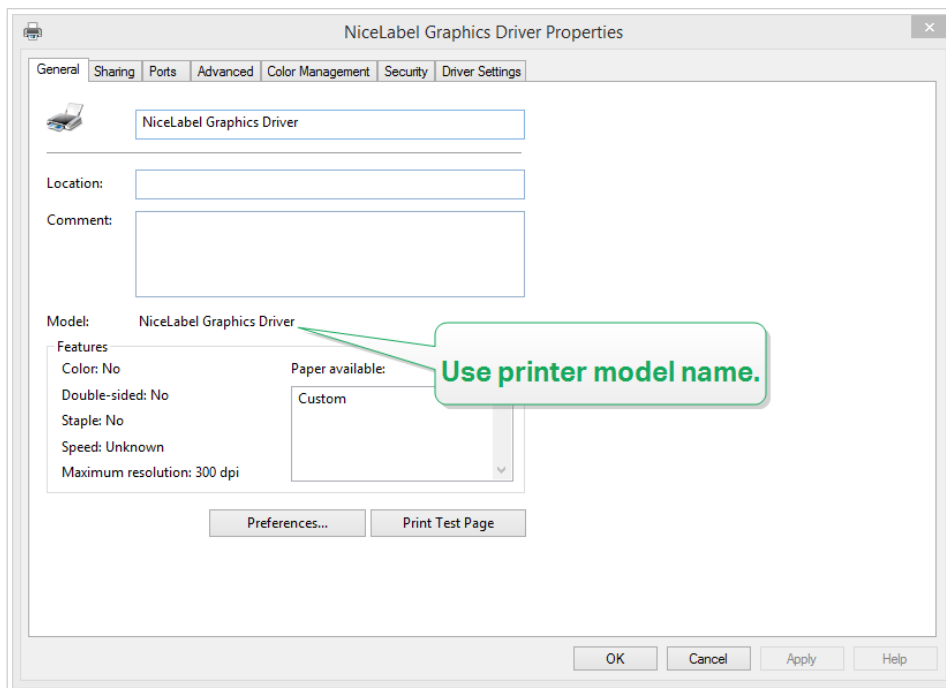 NiceLabel Graphics Driver Properties
General Sharing Ports Advanced Color Management Security Driver Settings
NiceLabel Graphics Driver
Location:
Comment:
Model: NiceLabel Graphics Driver
Use printer model name.
Features
Color: No
Paper available:
Double-sided: No
Custom
Staple: No
Speed: Unknown
Maximum resolution: 300 dpi
Preferences... Print Test Page
OK Cancel Apply Help